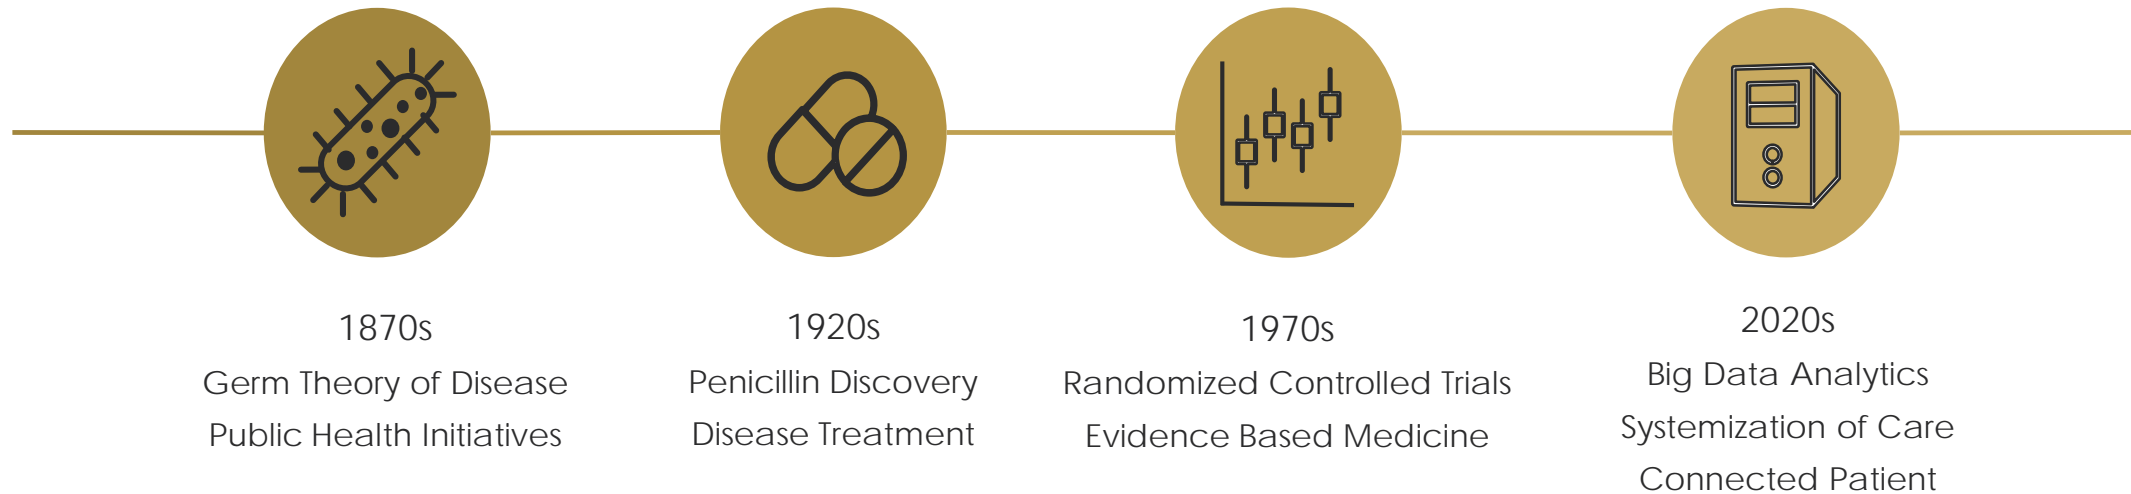 1870s
Germ Theory of Disease
Public Health Initiatives
1920s
Penicillin Discovery
Disease Treatment
1970s
Randomized Controlled Trials
Evidence Based Medicine
2020s
Big Data Analytics
Systemization of Care
Connected Patient